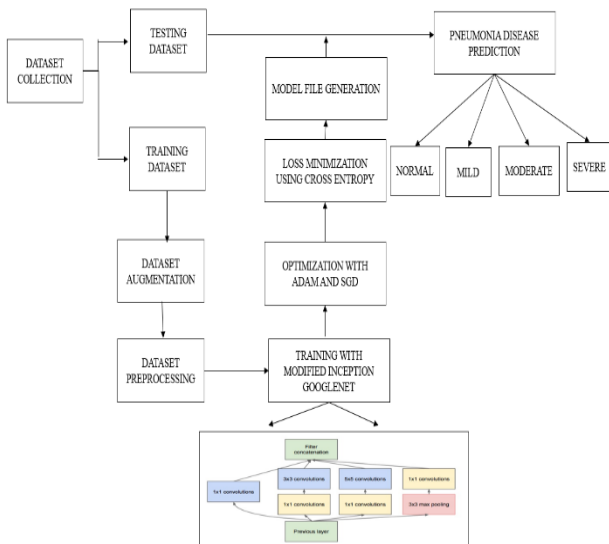 TESTING
DATASET
PNEUMONIA DISEASE
PREDICTION
DATASET
COLLECTION
MODEL FILE GENERATION
TRAINING
DATASET
LOSS MINIMIZATION
USING CROSS ENTROPY
NORMAL
MILD
MODERATE
SEVERE
DATASET
AUGMENTATION
OPTIMIZATION WITH
ADAM AND SGD
DATASET
PREPROCESSING
TRAINING WITH
MODIFIED INCEPTION
GOOGLENET
Filter
concatenation
1x1 convolutions
3x3 convolutions
5x5 convolutions
1x1 convolutions
1x1 convolutions
1x1 convolutions
3x3 max pooling
Previous layer